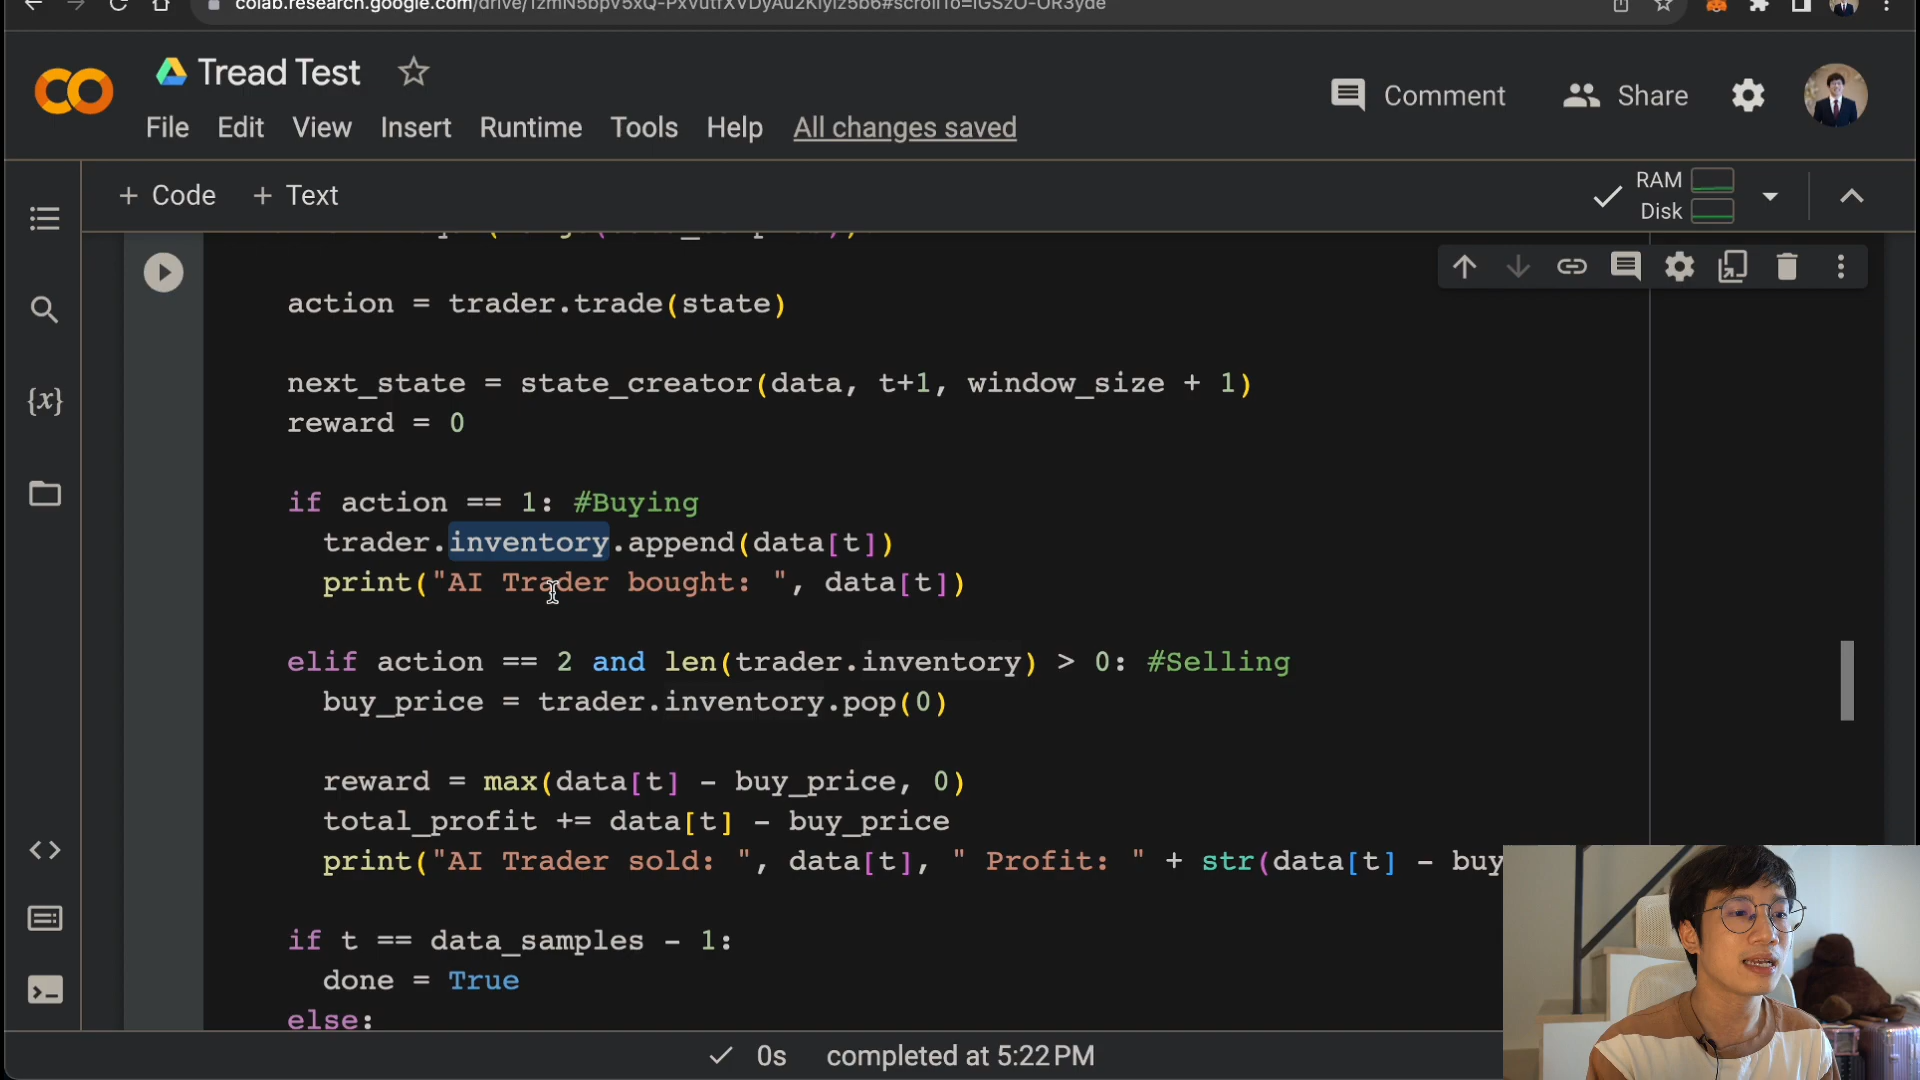 Tread Test
Comment
Share
File Edit View Insert Runtime Tools Help All changes saved
+ Code + Text
RAM
Disk
action = trader.trade(state)
next_state = state_creator(data, t+1, window_size + 1)
reward = 0
if action == 1: #Buying
trader.inventory.append(data[t])
print("AI Trader bought: ", data[t])
elif action == 2 and len(trader.inventory) > 0: #Selling
buy_price = trader.inventory.pop(0)
reward = max(data[t] - buy_price, 0)
total_profit += data[t] - buy_price
print("AI Trader sold: ", data[t], " Profit: " + str(data[t] - buy
if t == data_samples - 1:
done = True
else:
0s completed at 5:22 PM